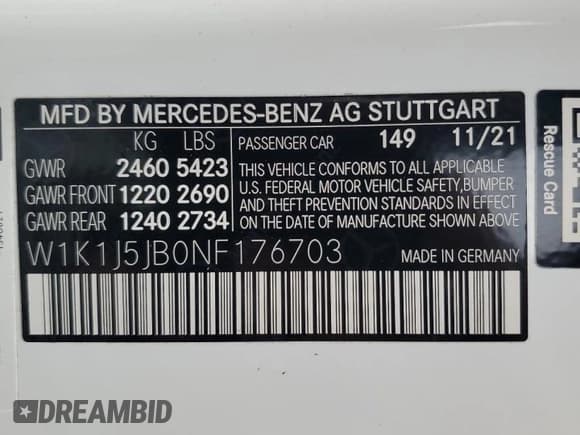 MFD BY MERCEDES-BENZ AG STUTTGART
KG LBS
PASSENGER CAR 149 11/21
GVWR 2460 5423
GAWR FRONT 1220 2690
GAWR REAR 1240 2734
THIS VEHICLE CONFORMS TO ALL APPLICABLE
U.S. FEDERAL MOTOR VEHICLE SAFETY, BUMPER
AND THEFT PREVENTION STANDARDS IN EFFECT ON
THE DATE OF MANUFACTURE SHOWN ABOVE
W1K1J5JB0NF176703
MADE IN GERMANY
Rescue Card
DREAMBID